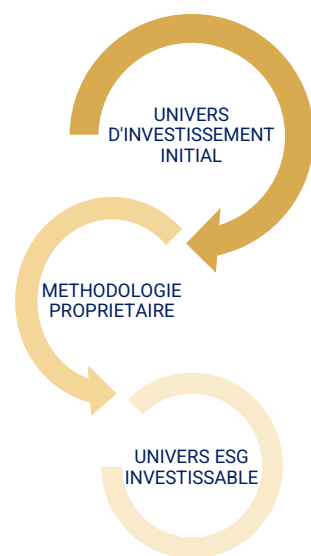 UNIVERS
D'INVESTISSEMENT
INITIAL
METHODOLOGIE
PROPRIETAIRE
UNIVERS ESG
INVESTISSABLE